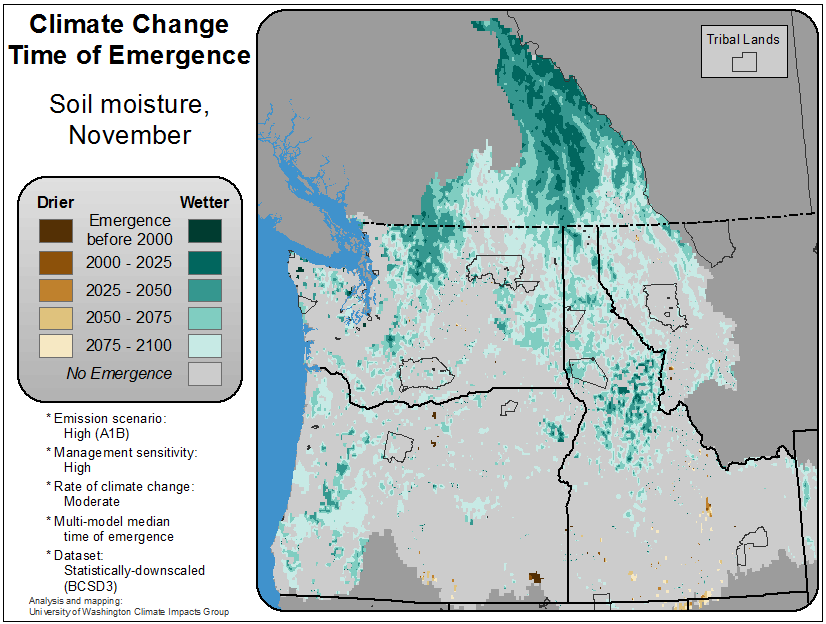 Climate Change
Time of Emergence
Soil moisture,
November
Drier Wetter
Emergence
before 2000
2000 - 2025
2025 - 2050
2050 - 2075
2075 - 2100
No Emergence
* Emission scenario:
High (A1B)
* Management sensitivity:
High
* Rate of climate change:
Moderate
* Multi-model median
time of emergence
* Dataset:
Statistically-downscaled
(BCSD3)
Analysis and mapping:
University of Washington Climate Impacts Group
Tribal Lands